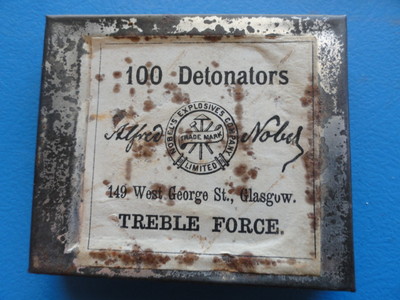 100 Detonators
Alfred Nobel
NOBEL'S EXPLOSIVES COMPANY
TRADE MARK
LIMITED
149 West George St., Glasgow.
TREBLE FORCE.